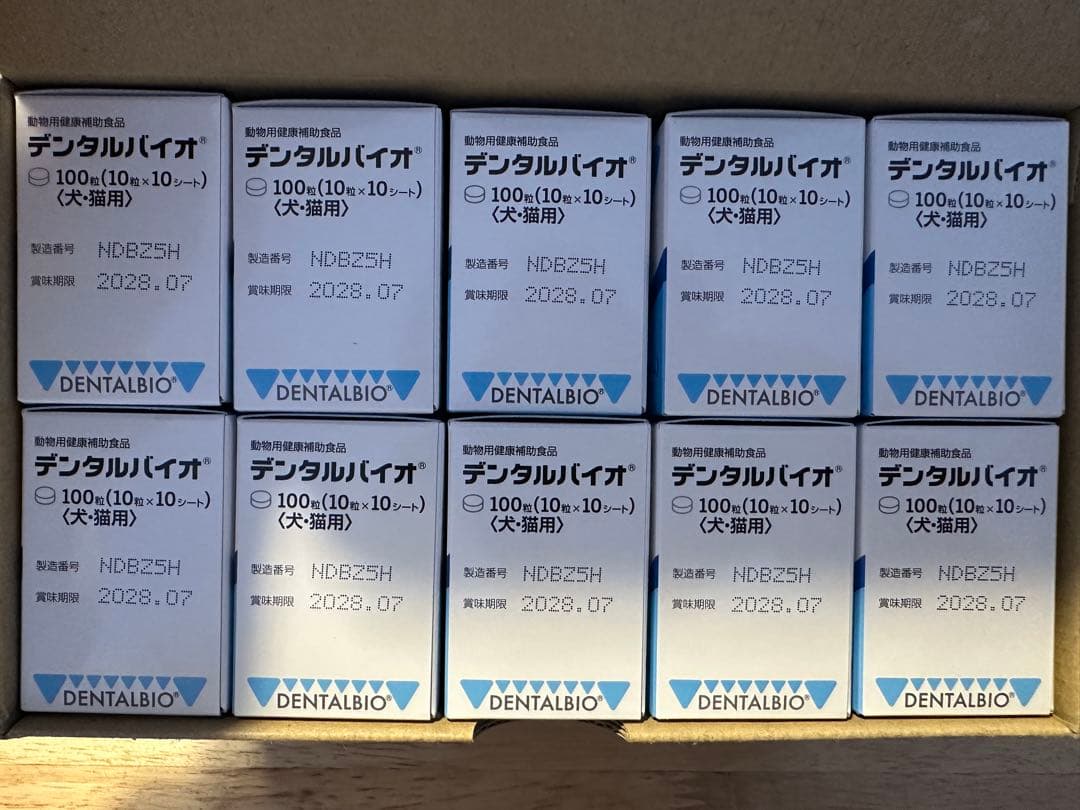 動物用健康補助食品
デンタルバイオ®
100粒(10粒×10シート)
〈犬・猫用〉
製造番号 NDBZ5H
賞味期限 2028.07
DENTALBIO®
動物用健康補助食品
デンタルバイオ®
100粒(10粒×10シート)
〈犬・猫用〉
製造番号 NDBZ5H
賞味期限 2028.07
DENTALBIO®
動物用健康補助食品
デンタルバイオ®
100粒(10粒×10シート)
〈犬・猫用〉
製造番号 NDBZ5H
賞味期限 2028.07
DENTALBIO®
動物用健康補助食品
デンタルバイオ®
100粒(10粒×10シート)
〈犬・猫用〉
製造番号 NDBZ5H
賞味期限 2028.07
DENTALBIO®
動物用健康補助食品
デンタルバイオ®
100粒(10粒×10シート)
〈犬・猫用〉
製造番号 NDBZ5H
賞味期限 2028.07
DENTALBIO®
動物用健康補助食品
デンタルバイオ®
100粒(10粒×10シート)
〈犬・猫用〉
製造番号 NDBZ5H
賞味期限 2028.07
DENTALBIO®
動物用健康補助食品
デンタルバイオ®
100粒(10粒×10シート)
〈犬・猫用〉
製造番号 NDBZ5H
賞味期限 2028.07
DENTALBIO®
動物用健康補助食品
デンタルバイオ®
100粒(10粒×10シート)
〈犬・猫用〉
製造番号 NDBZ5H
賞味期限 2028.07
DENTALBIO®
動物用健康補助食品
デンタルバイオ®
100粒(10粒×10シート)
〈犬・猫用〉
製造番号 NDBZ5H
賞味期限 2028.07
DENTALBIO®
動物用健康補助食品
デンタルバイオ®
100粒(10粒×10シート)
〈犬・猫用〉
製造番号 NDBZ5H
賞味期限 2028.07
DENTALBIO®